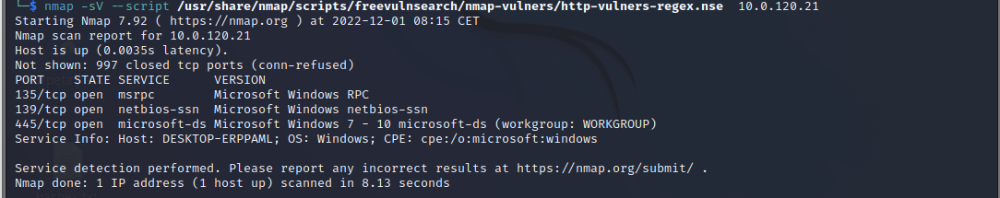 └─$ nmap -sV --script /usr/share/nmap/scripts/freevulnsearch/nmap-vulners/http-vulners-regex.nse  10.0.120.21
Starting Nmap 7.92 ( https://nmap.org ) at 2022-12-01 08:15 CET
Nmap scan report for 10.0.120.21
Host is up (0.0035s latency).
Not shown: 997 closed tcp ports (conn-refused)
PORT    STATE SERVICE      VERSION
135/tcp open  msrpc        Microsoft Windows RPC
139/tcp open  netbios-ssn  Microsoft Windows netbios-ssn
445/tcp open  microsoft-ds Microsoft Windows 7 - 10 microsoft-ds (workgroup: WORKGROUP)
Service Info: Host: DESKTOP-ERPPAML; OS: Windows; CPE: cpe:/o:microsoft:windows

Service detection performed. Please report any incorrect results at https://nmap.org/submit/ .
Nmap done: 1 IP address (1 host up) scanned in 8.13 seconds